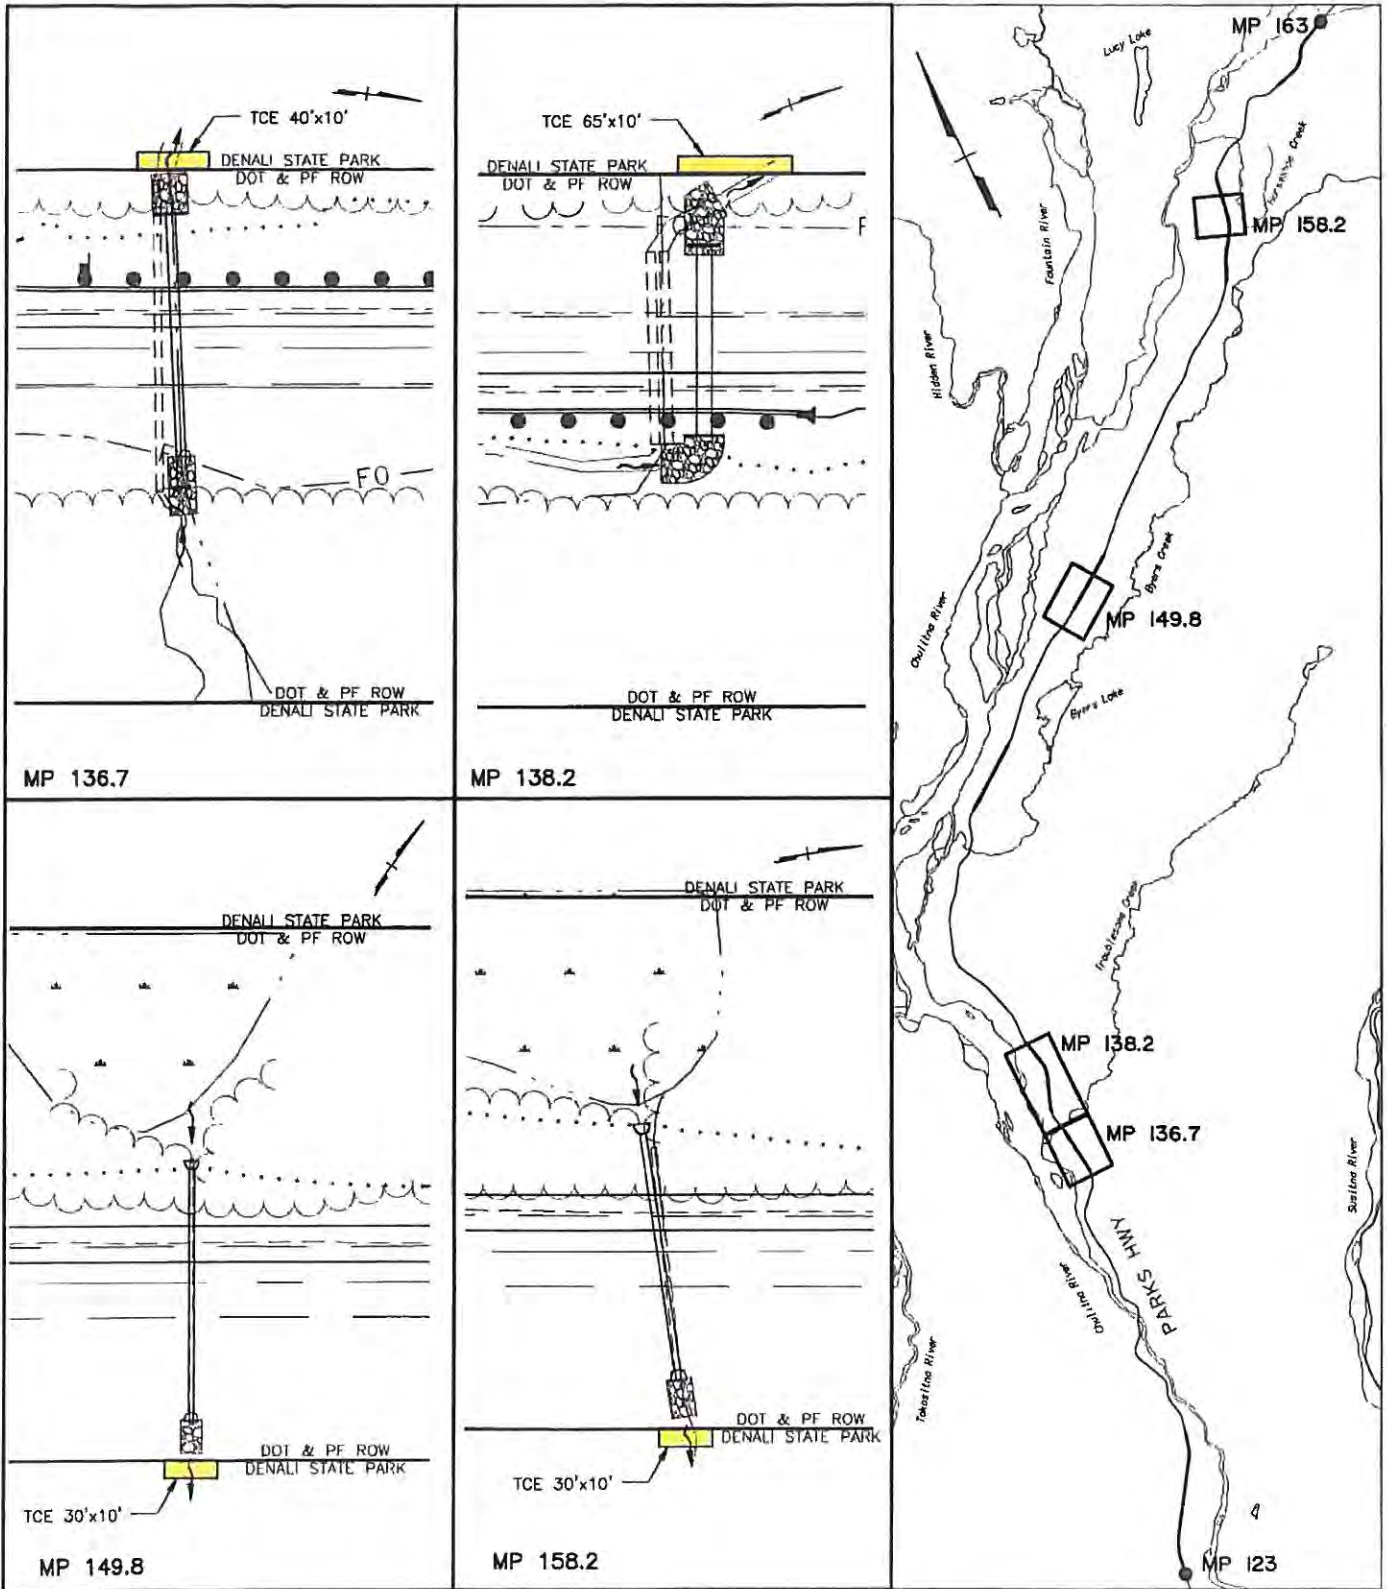 TCE 40'x10'
DENALI STATE PARK
DOT & PF ROW
FO
DOT & PF ROW
DENALI STATE PARK
MP 136.7
TCE 65'x10'
DENALI STATE PARK
DOT & PF ROW
F
DOT & PF ROW
DENALI STATE PARK
MP 138.2
DENALI STATE PARK
DOT & PF ROW
DOT & PF ROW
DENALI STATE PARK
TCE 30'x10'
MP 149.8
DENALI STATE PARK
DOT & PF ROW
DOT & PF ROW
DENALI STATE PARK
TCE 30'x10'
MP 158.2
MP 163
Lucy Lake
Horseshoe Creek
MP 158.2
Fountain River
Hidden River
Byers Creek
MP 149.8
Chulitna River
Byers Lake
Troublesome Creek
MP 138.2
MP 136.7
Susitna River
PARKS HWY
Chulitna River
Tokositna River
MP 123